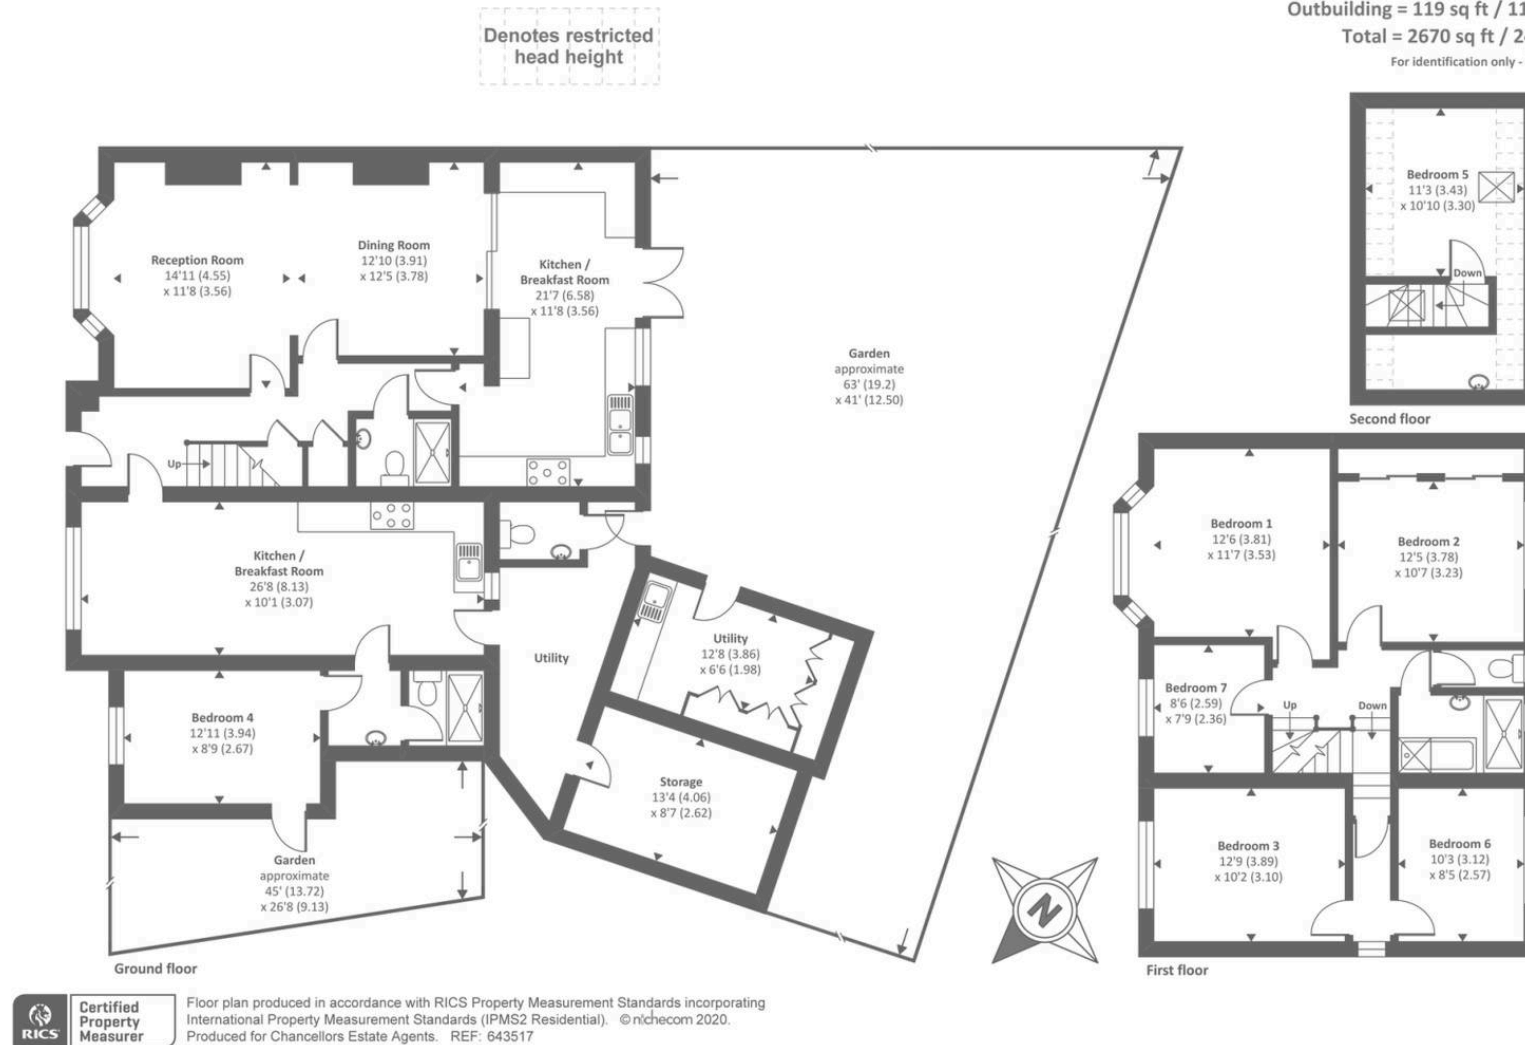 Denotes restricted
head height
Outbuilding = 119 sq ft / 11
Total = 2670 sq ft / 24
For identification only -
Reception Room
14'11 (4.55)
x 11'8 (3.56)
Dining Room
12'10 (3.91)
x 12'5 (3.78)
Kitchen /
Breakfast Room
21'7 (6.58)
x 11'8 (3.56)
Garden
approximate
63' (19.2)
x 41' (12.50)
Up
Kitchen /
Breakfast Room
26'8 (8.13)
x 10'1 (3.07)
Utility
Utility
12'8 (3.86)
x 6'6 (1.98)
Bedroom 4
12'11 (3.94)
x 8'9 (2.67)
Storage
13'4 (4.06)
x 8'7 (2.62)
Garden
approximate
45' (13.72)
x 26'8 (9.13)
Ground floor
N
Bedroom 5
11'3 (3.43)
x 10'10 (3.30)
Down
Second floor
Bedroom 1
12'6 (3.81)
x 11'7 (3.53)
Bedroom 2
12'5 (3.78)
x 10'7 (3.23)
Bedroom 7
8'6 (2.59)
x 7'9 (2.36)
Up
Down
Bedroom 3
12'9 (3.89)
x 10'2 (3.10)
Bedroom 6
10'3 (3.12)
x 8'5 (2.57)
First floor
RICS
Certified
Property
Measurer
Floor plan produced in accordance with RICS Property Measurement Standards incorporating
International Property Measurement Standards (IPMS2 Residential). © nichecom 2020.
Produced for Chancellors Estate Agents. REF: 643517